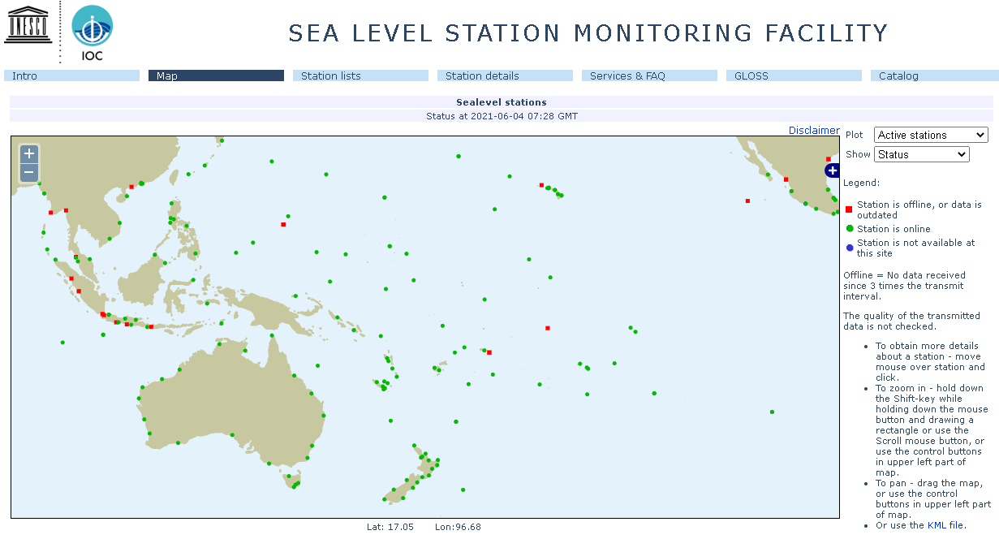 UNESCO
IOC
SEA LEVEL STATION MONITORING FACILITY
Intro
Map
Station lists
Station details
Services & FAQ
GLOSS
Catalog
Sealevel stations
Status at 2021-06-04 07:28 GMT
Disclaimer
Plot Active stations
Show Status
+
−
+
Legend:
Station is offline, or data is
outdated
Station is online
Station is not available at
this site
Offline = No data received
since 3 times the transmit
interval.
The quality of the transmitted
data is not checked.
• To obtain more details
about a station - move
mouse over station and
click.
• To zoom in - hold down
the Shift-key while
holding down the mouse
button and drawing a
rectangle or use the
Scroll mouse button, or
use the control buttons
in upper left part of
map.
• To pan - drag the map,
or use the control
buttons in upper left part
of map.
• Or use the KML file.
Lat: 17.05 Lon:96.68